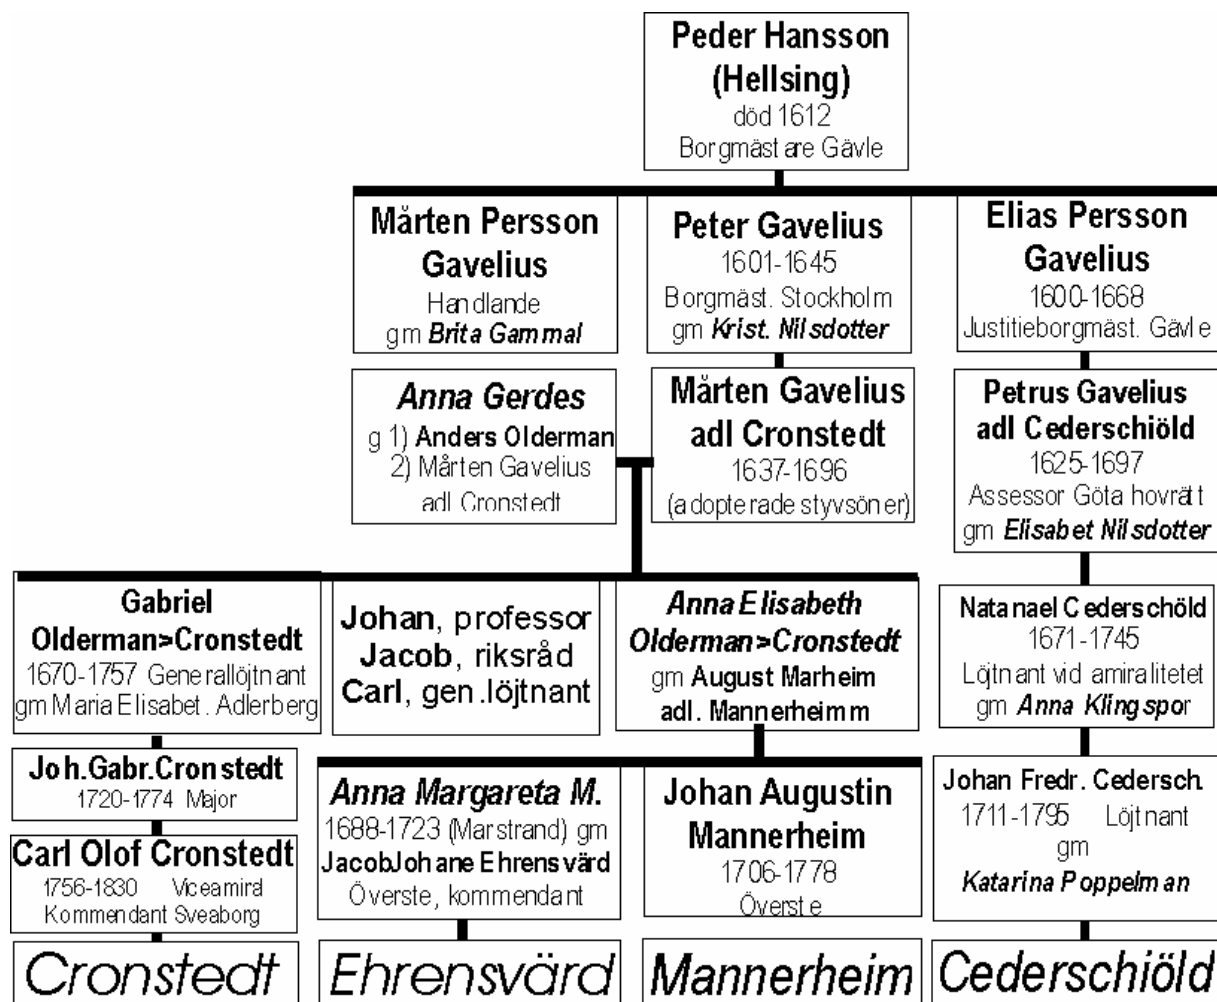 Peder Hansson
(Hellsing)
död 1612
Borgmästare Gävle
Mårten Persson
Gavelius
Handlande
gm Brita Gammal
Peter Gavelius
1601-1645
Borgmäst. Stockholm
gm Krist. Nilsdotter
Elias Persson
Gavelius
1600-1668
Justitieborgmäst. Gävle
Anna Gerdes
g 1) Anders Olderman
2) Mårten Gavelius
adl Cronstedt
Mårten Gavelius
adl Cronstedt
1637-1696
(adopterade styvsöner)
Petrus Gavelius
adl Cederschiöld
1625-1697
Assessor Göta hovrätt
gm Elisabet Nilsdotter
Gabriel
Olderman>Cronstedt
1670-1757 Generallöjtnant
gm Maria Elisabet. Adlerberg
Johan, professor
Jacob, riksråd
Carl, gen.löjtnant
Anna Elisabeth
Olderman>Cronstedt
gm August Marheim
adl. Mannerheimm
Natanael Cederschöld
1671-1745
Löjtnant vid amiralitetet
gm Anna Klingspor
Joh.Gabr.Cronstedt
1720-1774 Major
Anna Margareta M.
1688-1723 (Marstrand) gm
JacobJohane Ehrensvärd
Överste, kommendant
Johan Augustin
Mannerheim
1706-1778
Överste
Johan Fredr. Cedersch.
1711-1795 Löjtnant
gm
Katarina Poppelman
Carl Olof Cronstedt
1756-1830 Viceamiral
Kommendant Sveaborg
Cronstedt
Ehrensvärd
Mannerheim
Cederschiöld